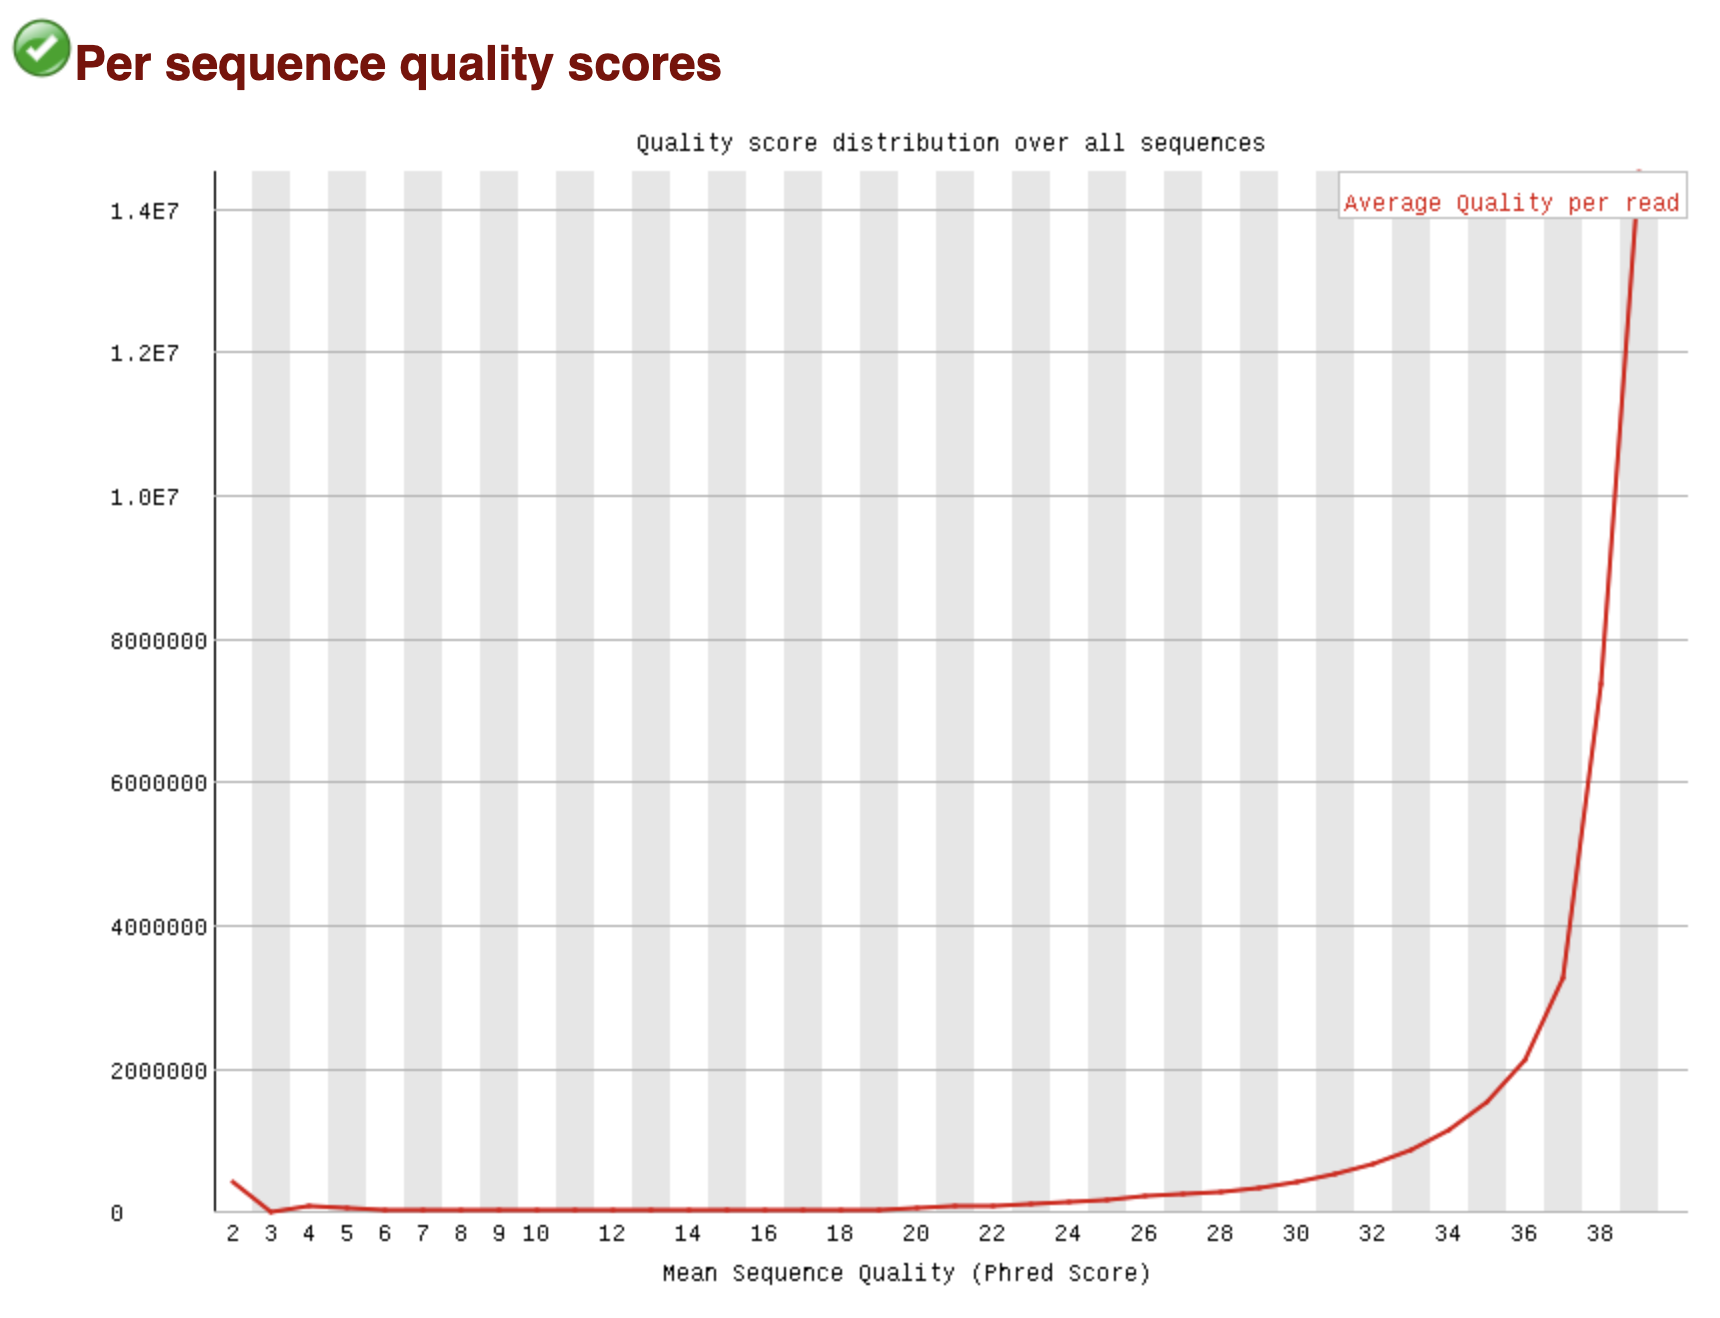 Per sequence quality scores
Quality score distribution over all sequences
Average Quality per read
1.4E7
1.2E7
1.0E7
8000000
6000000
4000000
2000000
0
2 3 4 5 6 7 8 9 10 12 14 16 18 20 22 24 26 28 30 32 34 36 38
Mean Sequence Quality (Phred Score)